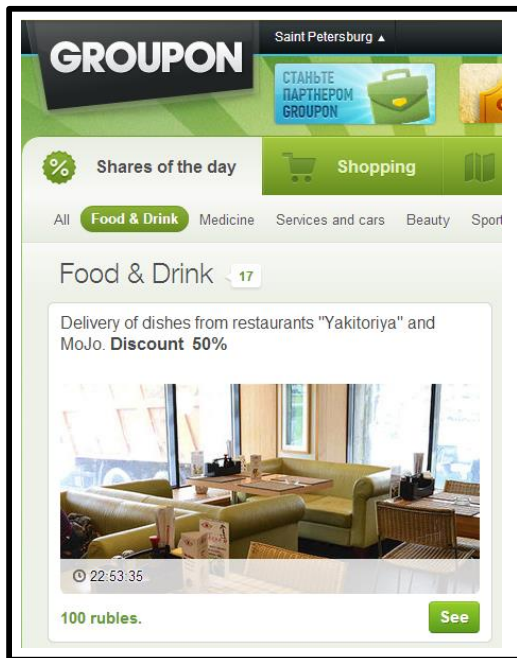 GROUPON
Saint Petersburg ▲
СТАНЬТЕ
ПАРТНЕРОМ
GROUPON
% Shares of the day
Shopping
All Food & Drink Medicine Services and cars Beauty Sport
Food & Drink 17
Delivery of dishes from restaurants "Yakitoriya" and
MoJo. Discount 50%
22:53:35
100 rubles.
See